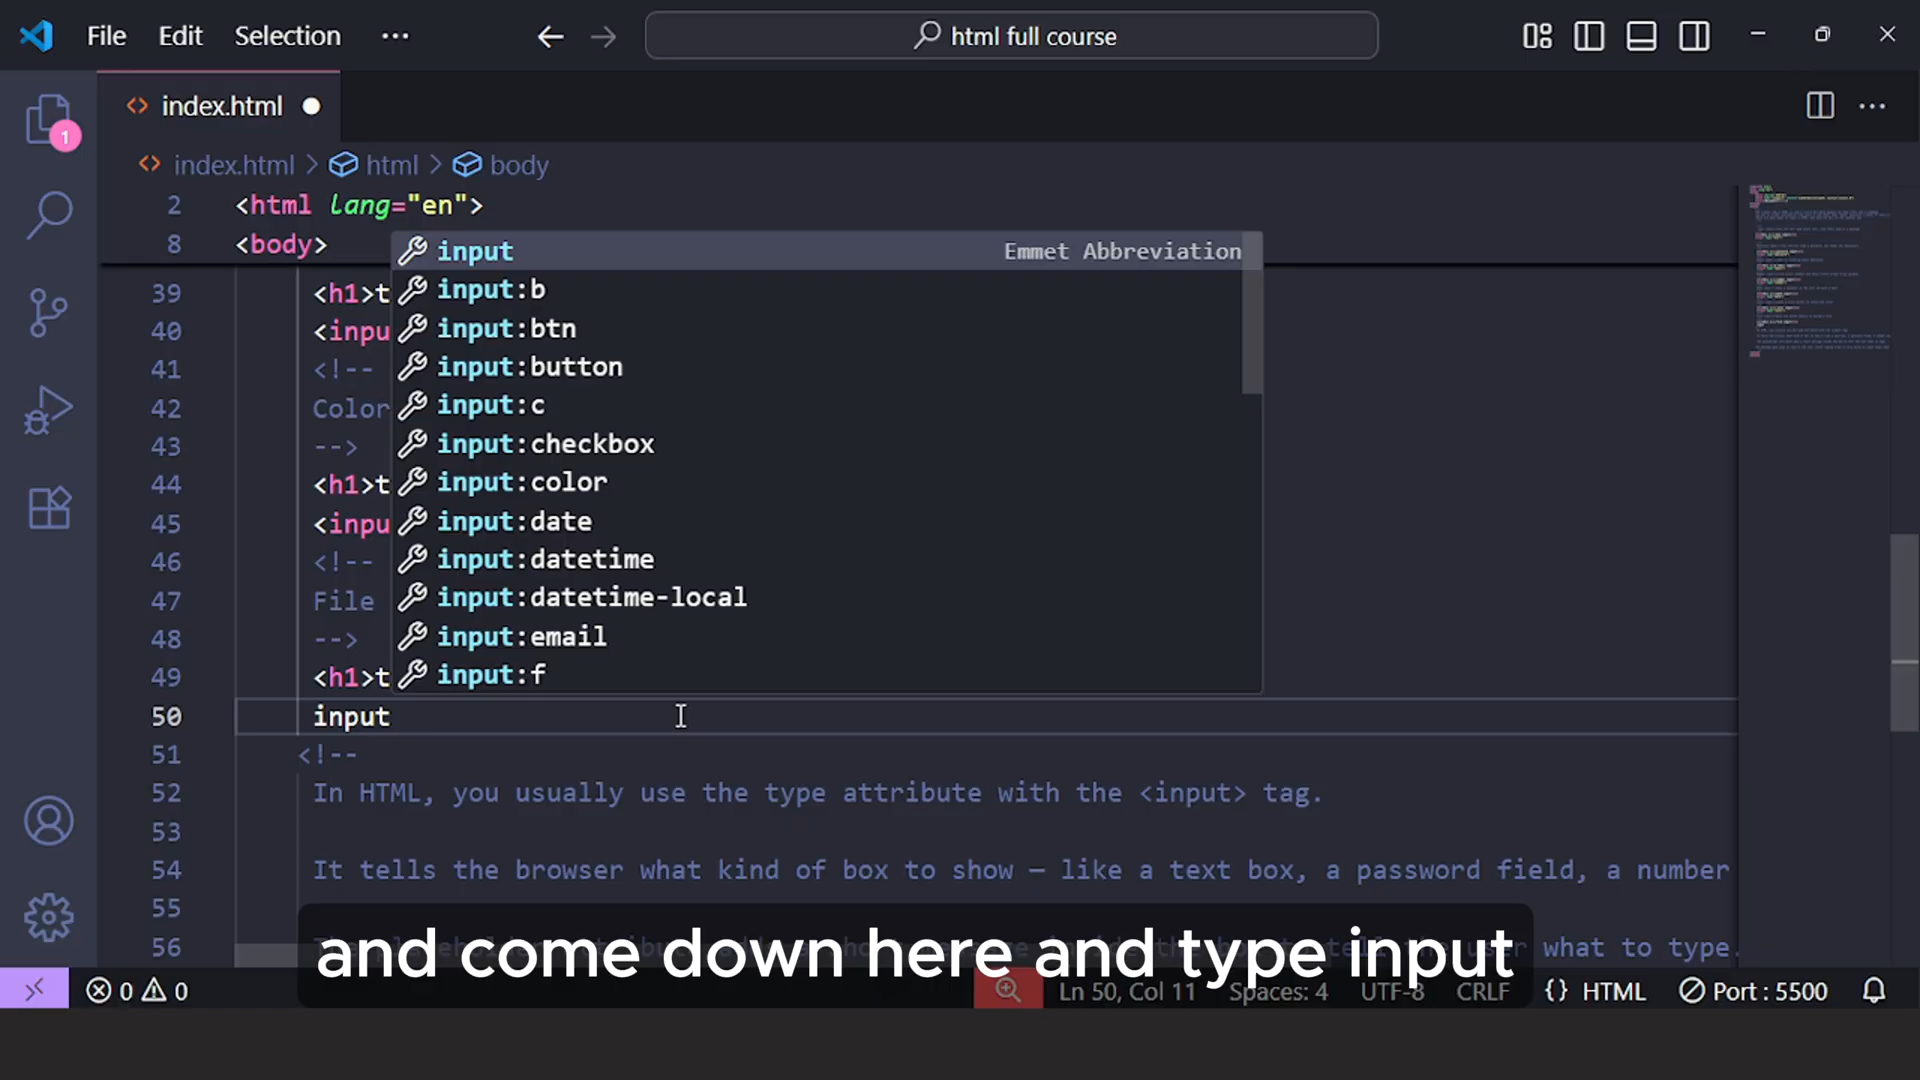 File Edit Selection ... html full course
index.html
index.html > html > body
2 <html lang="en">
8 <body>
input Emmet Abbreviation
input:b
input:btn
input:button
input:c
input:checkbox
input:color
input:date
input:datetime
input:datetime-local
input:email
input:f
39 <h1>t
40 <inpu
41 <!--
42 Color
43 -->
44 <h1>t
45 <inpu
46 <!--
47 File
48 -->
49 <h1>t
50 input
51 <!--
52 In HTML, you usually use the type attribute with the <input> tag.
53
54 It tells the browser what kind of box to show — like a text box, a password field, a number
55
56 what to type.
and come down here and type input
0 0 Ln 50, Col 11 Spaces: 4 UTF-8 CRLF {} HTML Port : 5500
1